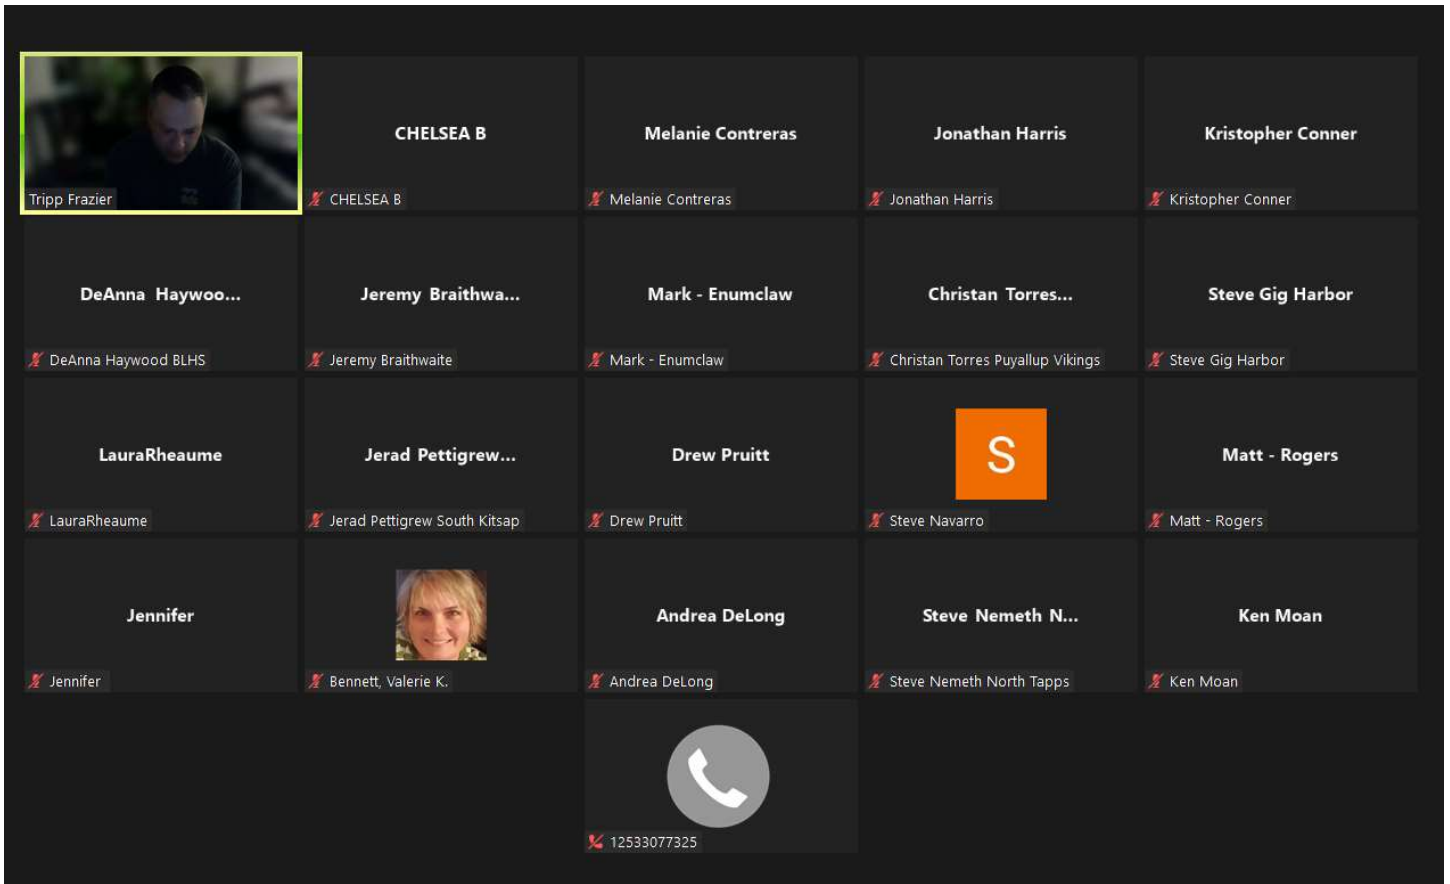 Tripp Frazier
CHELSEA B
CHELSEA B
Melanie Contreras
Melanie Contreras
Jonathan Harris
Jonathan Harris
Kristopher Conner
Kristopher Conner
DeAnna Haywoo...
DeAnna Haywood BLHS
Jeremy Braithwa...
Jeremy Braithwaite
Mark - Enumclaw
Mark - Enumclaw
Christan Torres...
Christan Torres Puyallup Vikings
Steve Gig Harbor
Steve Gig Harbor
LauraRheaume
LauraRheaume
Jerad Pettigrew...
Jerad Pettigrew South Kitsap
Drew Pruitt
Drew Pruitt
S
Steve Navarro
Matt - Rogers
Matt - Rogers
Jennifer
Jennifer
Bennett, Valerie K.
Andrea DeLong
Andrea DeLong
Steve Nemeth N...
Steve Nemeth North Tapps
Ken Moan
Ken Moan
12533077325